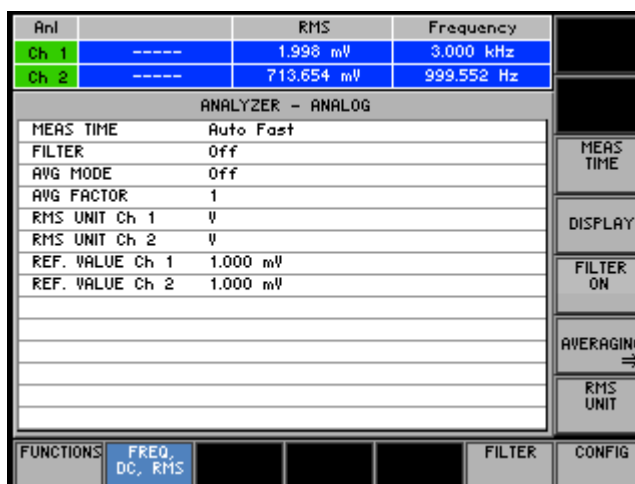 Anl RMS Frequency
Ch 1 ----- 1.998 mV 3.000 kHz
Ch 2 ----- 713.654 mV 999.552 Hz
ANALYZER - ANALOG
MEAS TIME Auto Fast
FILTER Off
AVG MODE Off
AVG FACTOR 1
RMS UNIT Ch 1 V
RMS UNIT Ch 2 V
REF. VALUE Ch 1 1.000 mV
REF. VALUE Ch 2 1.000 mV
MEAS
TIME
DISPLAY
FILTER
ON
AVERAGING
⇒
RMS
UNIT
FUNCTIONS
FREQ,
DC, RMS
FILTER
CONFIG